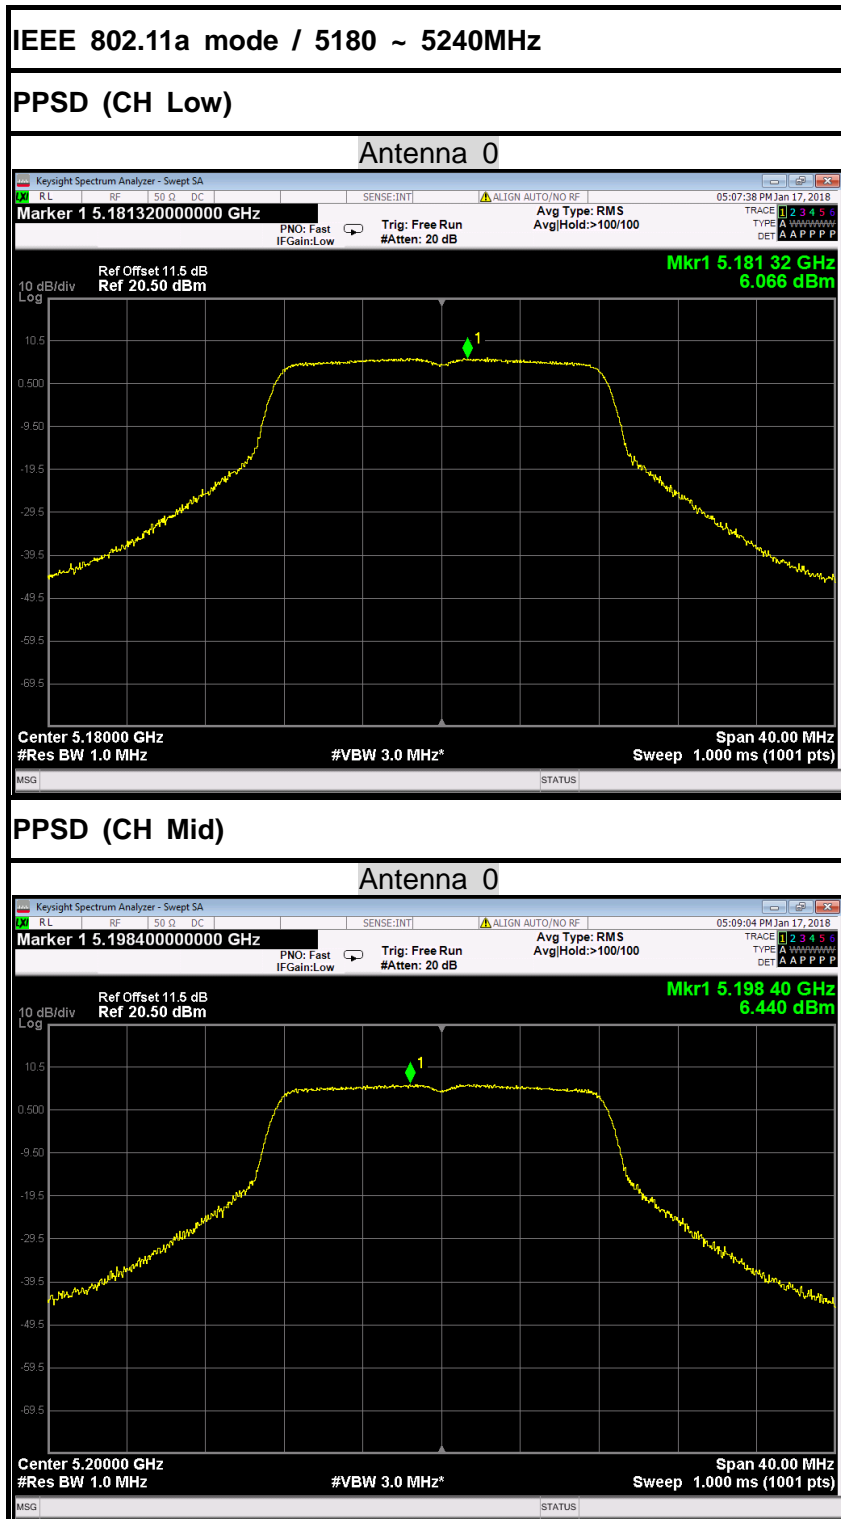 IEEE 802.11a mode / 5180 ~ 5240MHz
PPSD (CH Low)
Antenna 0
Keysight Spectrum Analyzer - Swept SA
LXI RL RF 50 Ω DC SENSE:INT ALIGN AUTO/NO RF 05:07:38 PM Jan 17, 2018
Marker 1 5.181320000000 GHz
PNO: Fast
IFGain:Low
Trig: Free Run
#Atten: 20 dB
Avg Type: RMS
Avg|Hold:>100/100
TRACE 1 2 3 4 5 6
TYPE A WWWWW
DET A A P P P P
Mkr1 5.181 32 GHz
6.066 dBm
Ref Offset 11.5 dB
10 dB/div Ref 20.50 dBm
Log
10.5
0.500
-9.50
-19.5
-29.5
-39.5
-49.5
-59.5
-69.5
1
Center 5.18000 GHz Span 40.00 MHz
#Res BW 1.0 MHz #VBW 3.0 MHz* Sweep 1.000 ms (1001 pts)
MSG STATUS
PPSD (CH Mid)
Antenna 0
Keysight Spectrum Analyzer - Swept SA
LXI RL RF 50 Ω DC SENSE:INT ALIGN AUTO/NO RF 05:09:04 PM Jan 17, 2018
Marker 1 5.198400000000 GHz
PNO: Fast
IFGain:Low
Trig: Free Run
#Atten: 20 dB
Avg Type: RMS
Avg|Hold:>100/100
TRACE 1 2 3 4 5 6
TYPE A WWWWW
DET A A P P P P
Mkr1 5.198 40 GHz
6.440 dBm
Ref Offset 11.5 dB
10 dB/div Ref 20.50 dBm
Log
10.5
0.500
-9.50
-19.5
-29.5
-39.5
-49.5
-59.5
-69.5
1
Center 5.20000 GHz Span 40.00 MHz
#Res BW 1.0 MHz #VBW 3.0 MHz* Sweep 1.000 ms (1001 pts)
MSG STATUS